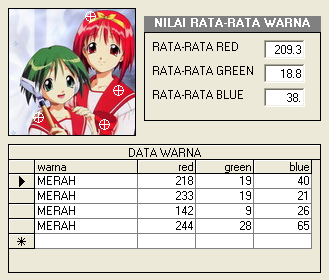 NILAI RATA-RATA WARNA
RATA-RATA RED 209.3
RATA-RATA GREEN 18.8
RATA-RATA BLUE 38.
DATA WARNA
warna red green blue
MERAH 218 19 40
MERAH 233 19 21
MERAH 142 9 26
MERAH 244 28 65